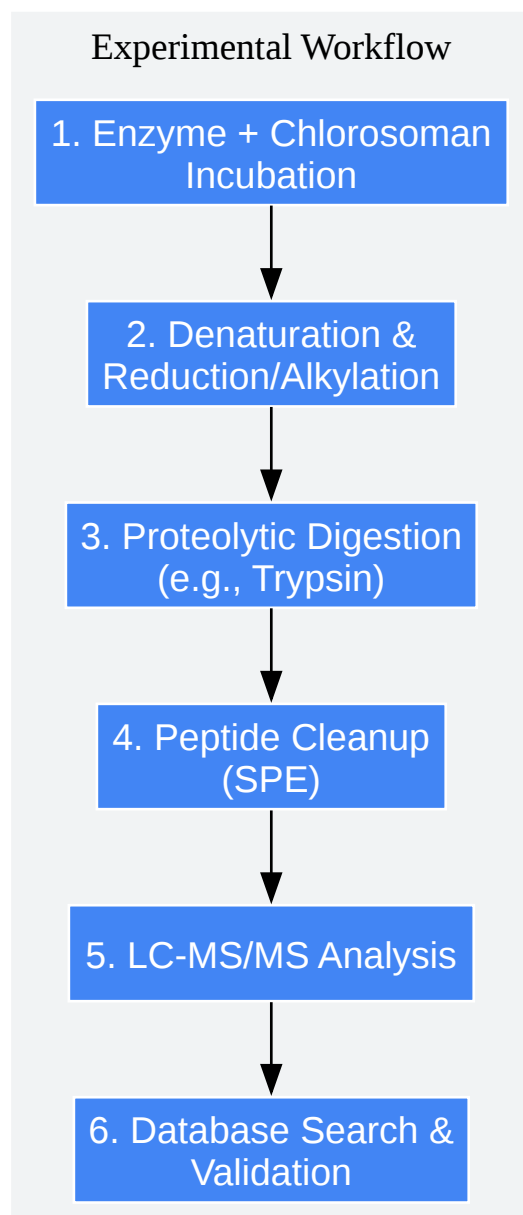 Experimental Workflow
1. Enzyme + Chlorosoman
Incubation
2. Denaturation &
Reduction/Alkylation
3. Proteolytic Digestion
(e.g., Trypsin)
4. Peptide Cleanup
(SPE)
5. LC-MS/MS Analysis
6. Database Search &
Validation